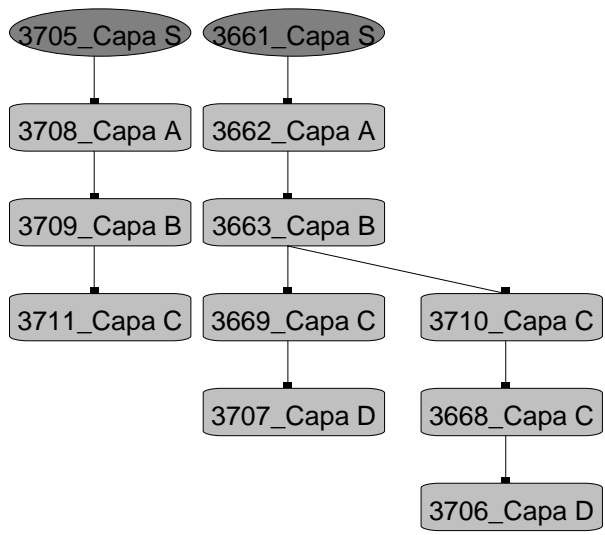 3705_Capa S
3661_Capa S
3708_Capa A
3662_Capa A
3709_Capa B
3663_Capa B
3711_Capa C
3669_Capa C
3710_Capa C
3707_Capa D
3668_Capa C
3706_Capa D